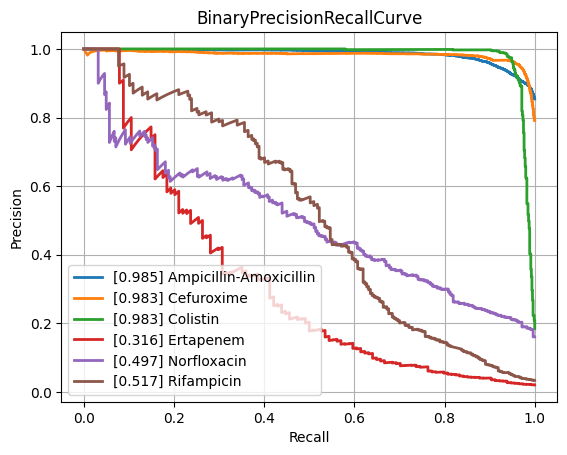 BinaryPrecisionRecallCurve
Precision
1.0
0.8
0.6
0.4
0.2
0.0
[0.985] Ampicillin-Amoxicillin
[0.983] Cefuroxime
[0.983] Colistin
[0.316] Ertapenem
[0.497] Norfloxacin
[0.517] Rifampicin
0.0 0.2 0.4 0.6 0.8 1.0
Recall